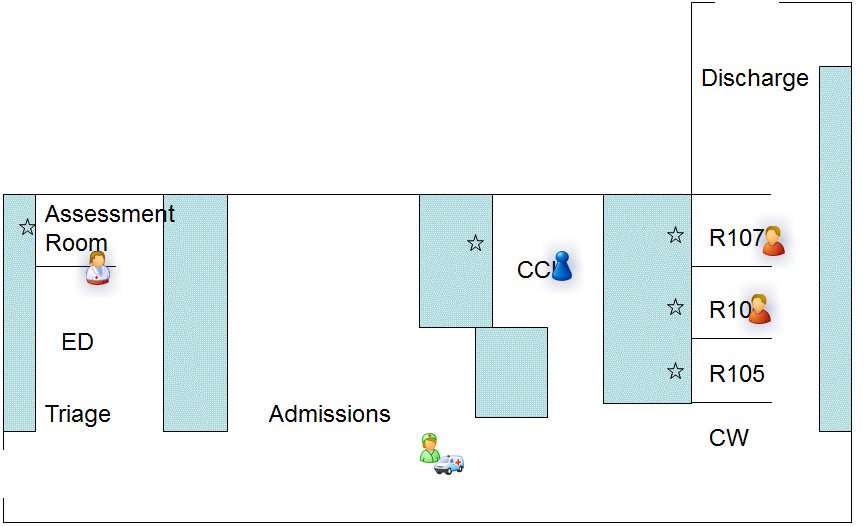 Discharge
Assessment
Room
R107
CC
R10
ED
R105
Triage
Admissions
CW